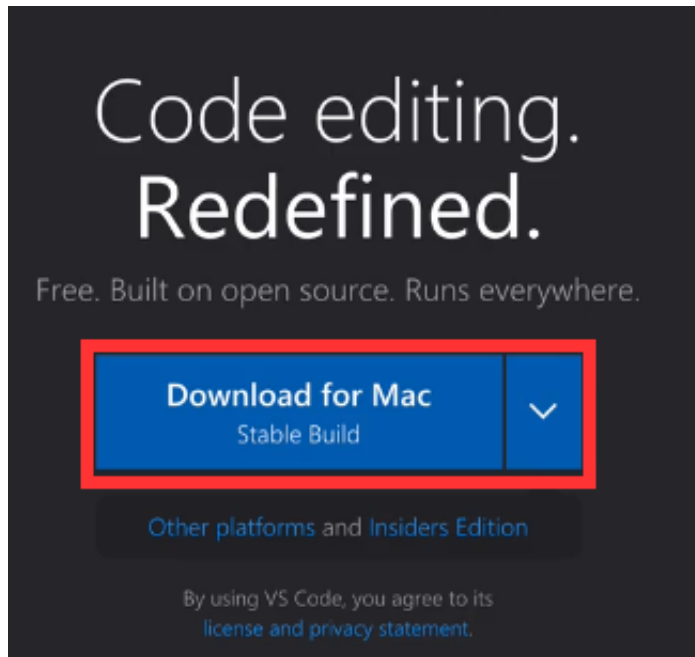 Code editing.
Redefined.
Free. Built on open source. Runs everywhere.
Download for Mac
Stable Build
Other platforms and Insiders Edition
By using VS Code, you agree to its
license and privacy statement.